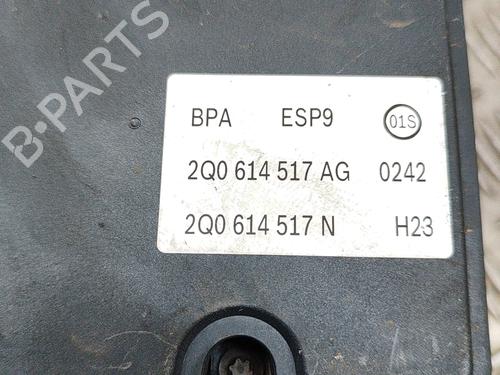 B-PARTS
BPA ESP9 01S
2Q0 614 517 AG 0242
2Q0 614 517 N H23